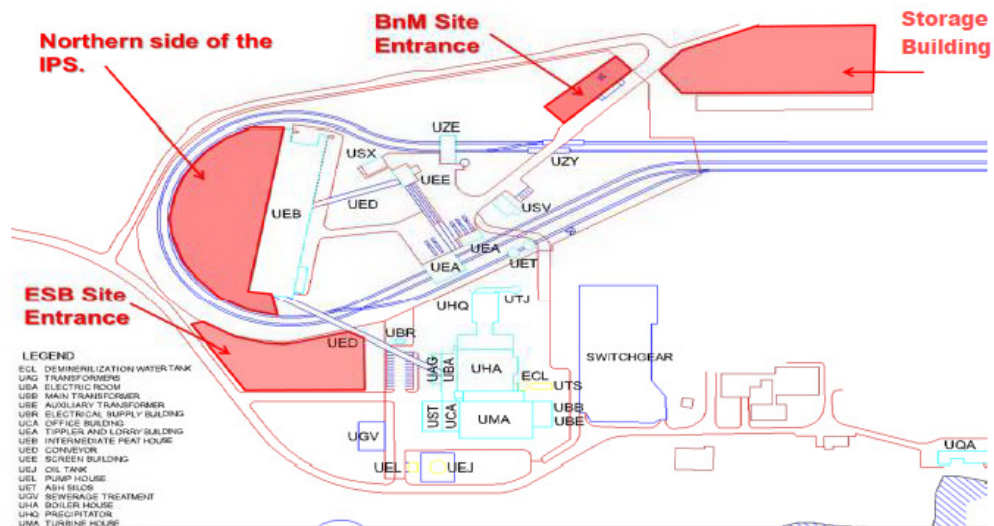 Northern side of the
IPS.
BnM Site
Entrance
Storage
Building
UZE
USX
UEE
UZY
UED
UEB
USV
UEA
UEA
UET
ESB Site
Entrance
UHQ
UTJ
UBR
UED
SWITCHGEAR
UAG
UBA
UHA
ECL
UTS
UST
UCA
UMA
UBB
UBE
UGV
UEL
UEJ
UQA
LEGEND
ECL DEMINERILIZATION WATER TANK
UAG TRANSFORMERS
UBA ELECTRIC ROOM
UBB MAIN TRANSFORMER
UBE AUXILIARY TRANSFORMER
UBR ELECTRICAL SUPPLY BUILDING
UCA OFFICE BUILDING
UEA TIPPLER AND LORRY BUILDING
UEB INTERMEDIATE PEAT HOUSE
UED CONVEYOR
UEE SCREEN BUILDING
UEJ OIL TANK
UEL PUMP HOUSE
UET ASH SILOS
UGV SEWERAGE TREATMENT
UHA BOILER HOUSE
UHQ PRECIPITATOR
UMA TURBINE HOUSE